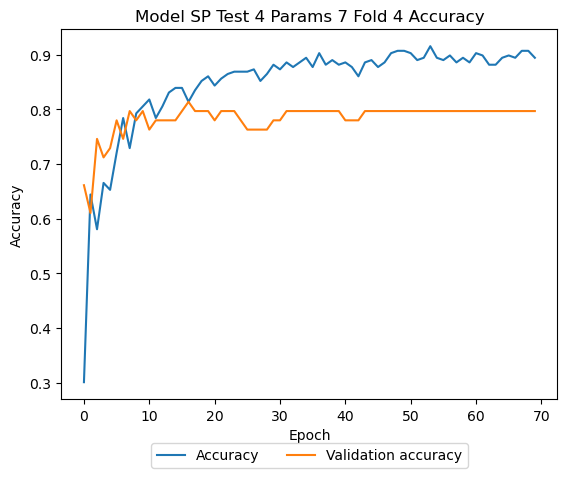 Model SP Test 4 Params 7 Fold 4 Accuracy
0.9
0.8
0.7
0.6
0.5
0.4
0.3
Accuracy
0 10 20 30 40 50 60 70
Epoch
Accuracy Validation accuracy